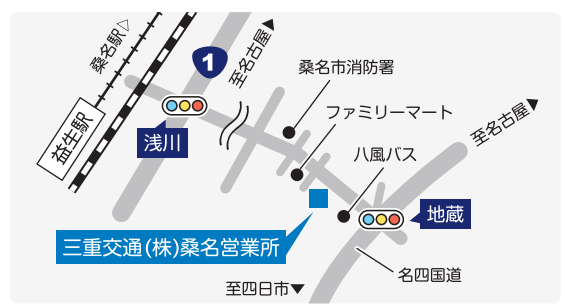 桑名駅▷
1
至名古屋▶
桑名市消防署
ファミリーマート
至名古屋▶
益生駅
浅川
八風バス
地蔵
三重交通(株)桑名営業所
名四国道
至四日市▼